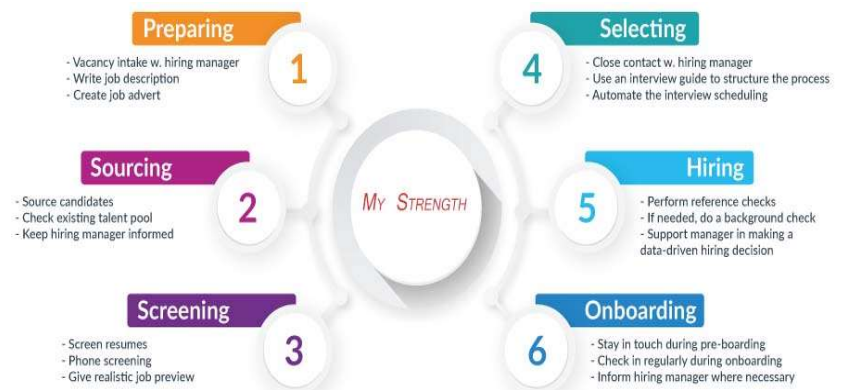 Preparing
1
- Vacancy intake w. hiring manager
- Write job description
- Create job advert
Sourcing
2
- Source candidates
- Check existing talent pool
- Keep hiring manager informed
Screening
3
- Screen resumes
- Phone screening
- Give realistic job preview
My Strength
Selecting
4
- Close contact w. hiring manager
- Use an interview guide to structure the process
- Automate the interview scheduling
Hiring
5
- Perform reference checks
- If needed, do a background check
- Support manager in making a
data-driven hiring decision
Onboarding
6
- Stay in touch during pre-boarding
- Check in regularly during onboarding
- Inform hiring manager where necessary